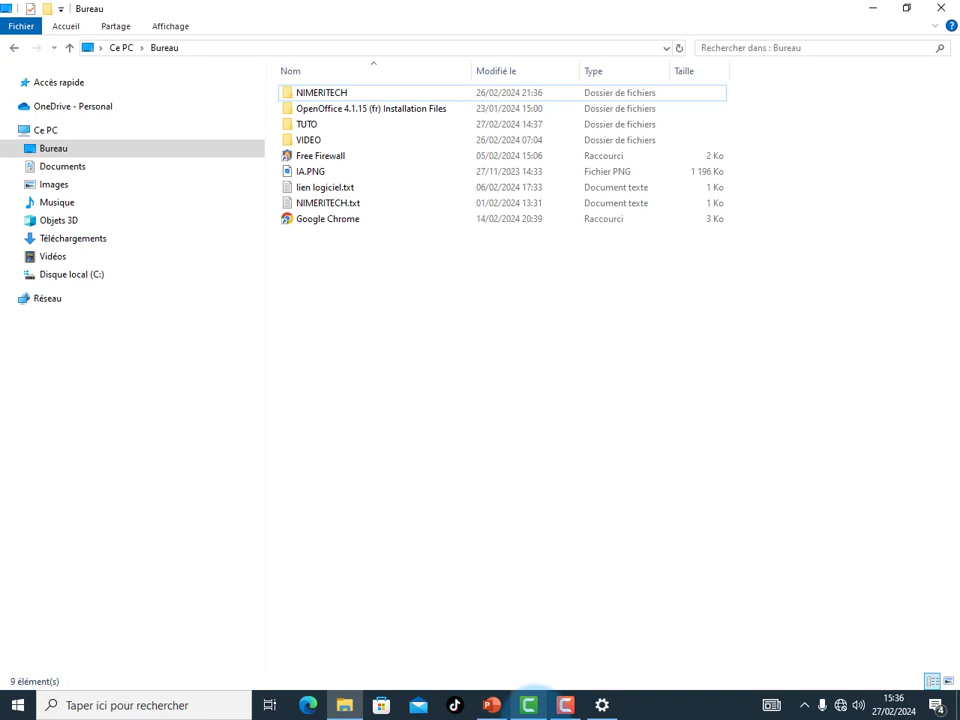 Bureau
Fichier Accueil Partage Affichage
Ce PC Bureau Rechercher dans : Bureau
Nom Modifié le Type Taille
Accès rapide
OneDrive - Personal
Ce PC
Bureau
Documents
Images
Musique
Objets 3D
Téléchargements
Vidéos
Disque local (C:)
Réseau
NIMERITECH 26/02/2024 21:36 Dossier de fichiers
OpenOffice 4.1.15 (fr) Installation Files 23/01/2024 15:00 Dossier de fichiers
TUTO 27/02/2024 14:37 Dossier de fichiers
VIDEO 26/02/2024 07:04 Dossier de fichiers
Free Firewall 05/02/2024 15:06 Raccourci 2 Ko
IA.PNG 27/11/2023 14:33 Fichier PNG 1 196 Ko
lien logiciel.txt 06/02/2024 17:33 Document texte 1 Ko
NIMERITECH.txt 01/02/2024 13:31 Document texte 1 Ko
Google Chrome 14/02/2024 20:39 Raccourci 3 Ko
9 élément(s)
Taper ici pour rechercher
15:36
27/02/2024
4